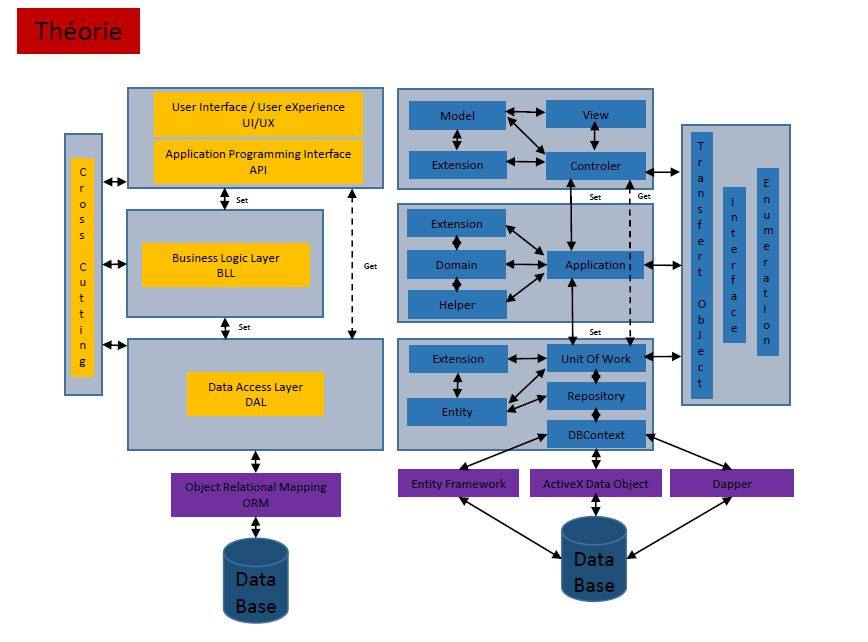 Théorie
User Interface / User eXperience
UI/UX
Application Programming Interface
API
Cross Cutting
Set
Business Logic Layer
BLL
Get
Set
Data Access Layer
DAL
Object Relational Mapping
ORM
Data
Base
Model
View
Extension
Controler
Set
Get
Extension
Domain
Application
Helper
Set
Extension
Unit Of Work
Entity
Repository
DBContext
Transfert ObJect
Interface
Enumeration
Entity Framework
ActiveX Data Object
Dapper
Data
Base